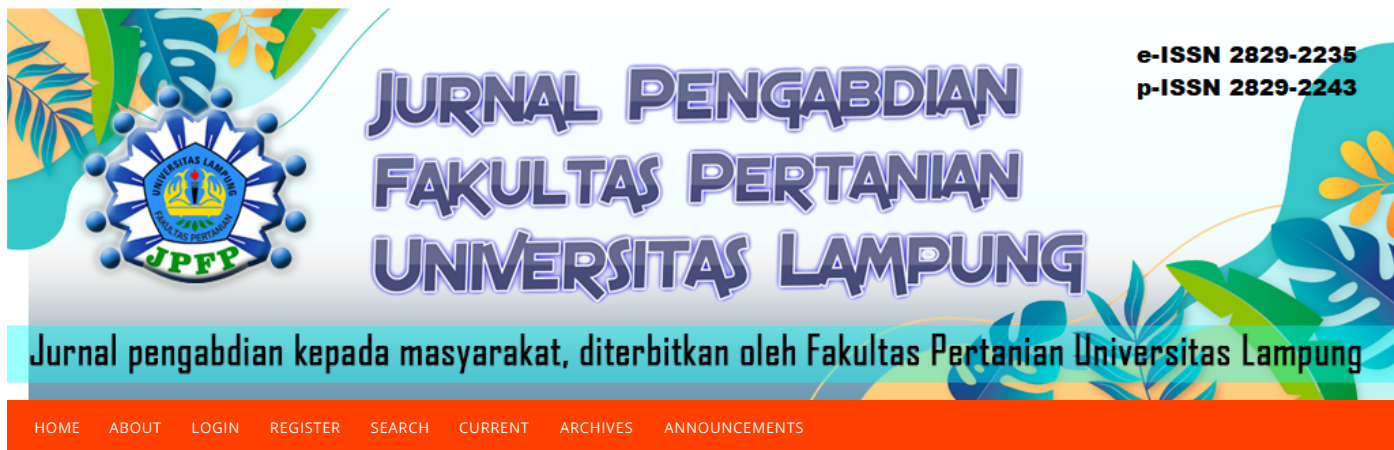 e-ISSN 2829-2235
p-ISSN 2829-2243
JURNAL PENGABDIAN
FAKULTAS PERTANIAN
UNIVERSITAS LAMPUNG
UNIVERSITAS LAMPUNG
FAKULTAS PERTANIAN
JPFP
Jurnal pengabdian kepada masyarakat, diterbitkan oleh Fakultas Pertanian Universitas Lampung
HOME ABOUT LOGIN REGISTER SEARCH CURRENT ARCHIVES ANNOUNCEMENTS